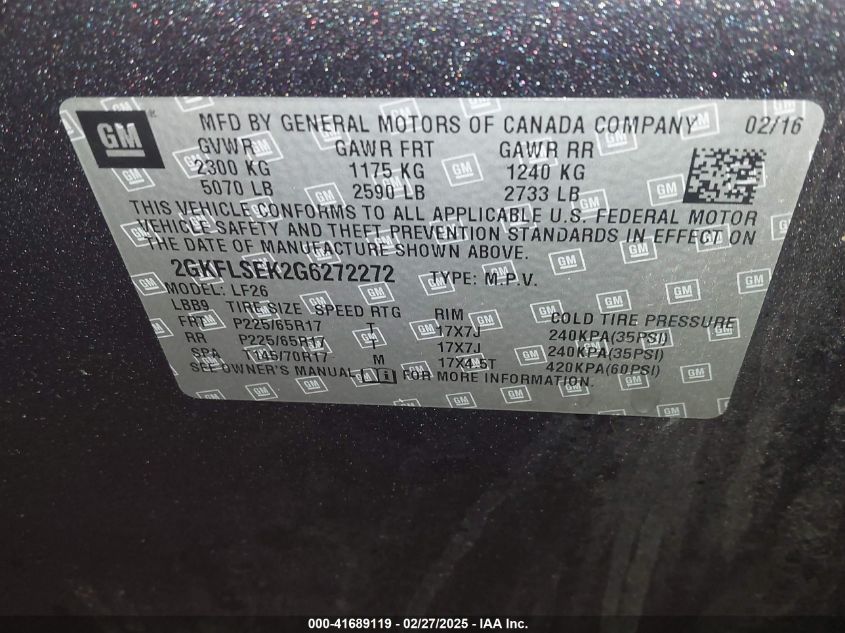 GM
MFD BY GENERAL MOTORS OF CANADA COMPANY 02/16
GVWR GAWR FRT GAWR RR
2300 KG 1175 KG 1240 KG
5070 LB 2590 LB 2733 LB
THIS VEHICLE CONFORMS TO ALL APPLICABLE U.S. FEDERAL MOTOR
VEHICLE SAFETY AND THEFT PREVENTION STANDARDS IN EFFECT ON
THE DATE OF MANUFACTURE SHOWN ABOVE.
2GKFLSEK2G6272272 TYPE: M.P.V.
MODEL: LF26
LBB9 TIRE SIZE SPEED RTG RIM COLD TIRE PRESSURE
FRT P225/65R17 T 17X7J 240KPA(35PSI)
RR P225/65R17 T 17X7J 240KPA(35PSI)
SPA T145/70R17 M 17X4.5T 420KPA(60PSI)
SEE OWNER'S MANUAL FOR MORE INFORMATION.
000-41689119 / 02/27/2025 - IAA Inc.